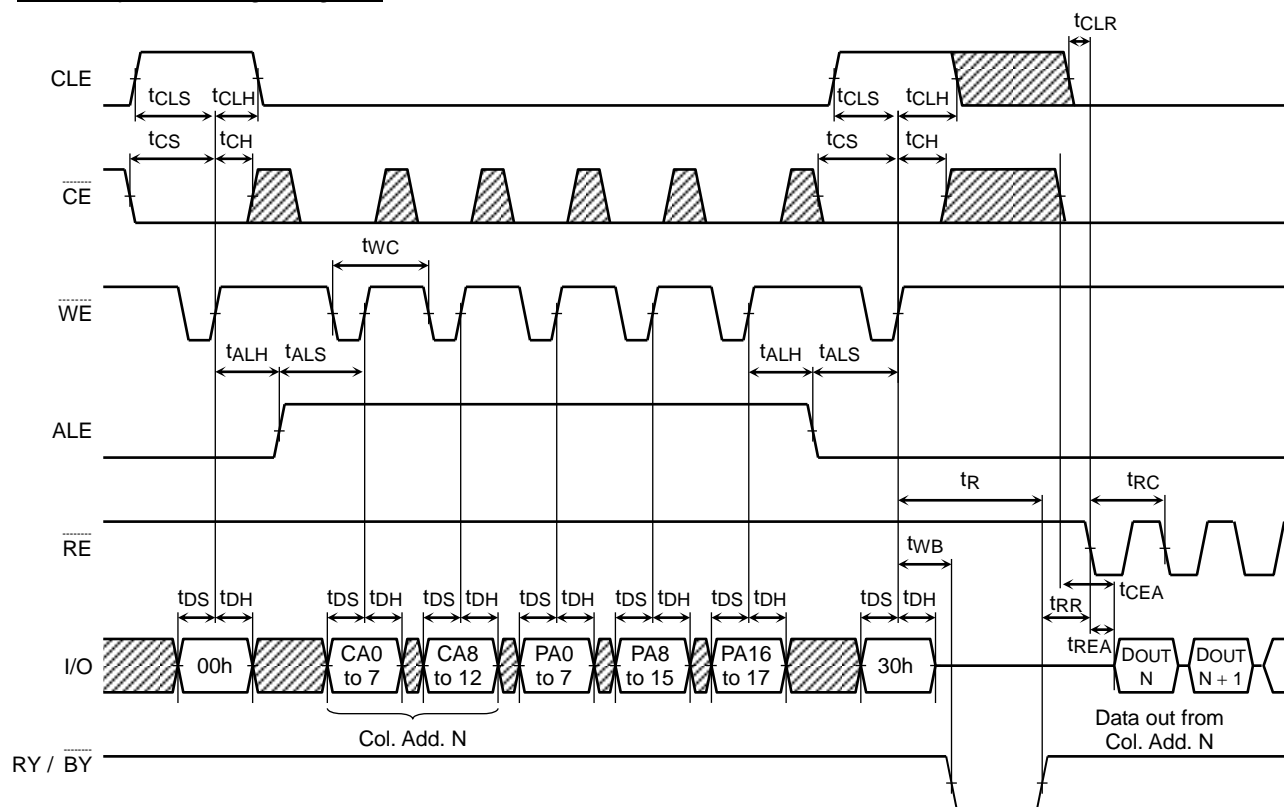 tCLR
CLE
tCLS tCLH tCLS tCLH
tCS tCH tCS tCH
CE
tWC
WE
tALH tALS tALH tALS
ALE
tR tRC
RE
tWB
tCEA
tDS tDH tDS tDH tDS tDH tDS tDH tDS tDH tDS tDH tDS tDH tRR
tREA
I/O 00h CA0 to 7 CA8 to 12 PA0 to 7 PA8 to 15 PA16 to 17 30h DOUT N DOUT N + 1
Col. Add. N
Data out from
Col. Add. N
RY / BY